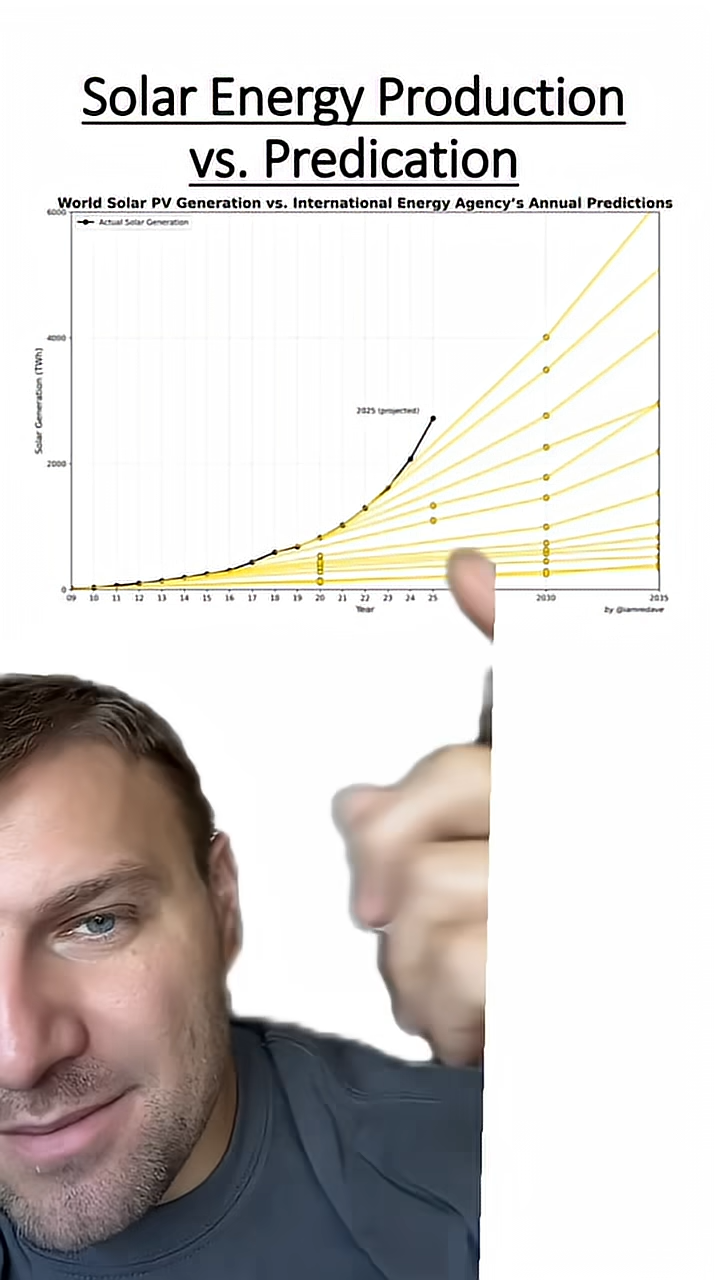 Solar Energy Production
vs. Predication
World Solar PV Generation vs. International Energy Agency's Annual Predictions
6000
Actual Solar Generation
4000
2025 (projected)
2000
0
Solar Generation (TWh)
09 10 11 12 13 14 15 16 17 18 19 20 21 22 23 24 25 2030 2035
Year
by @iamredave